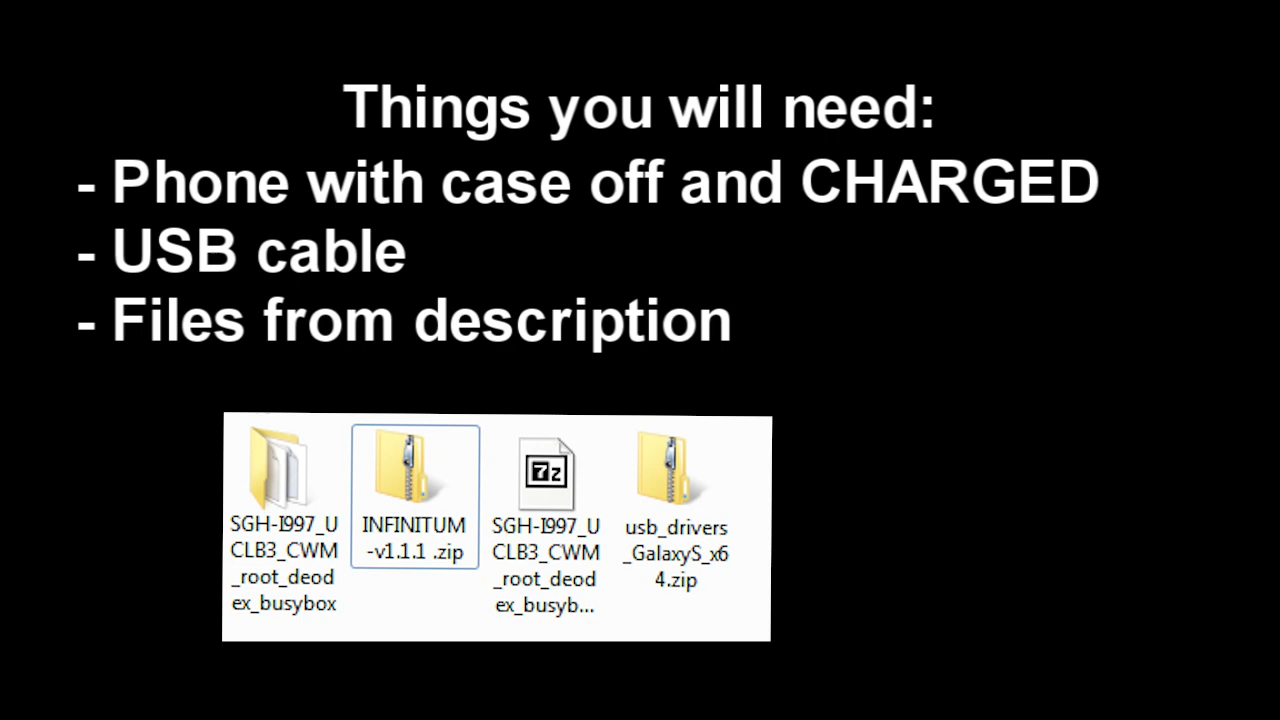 Things you will need:
- Phone with case off and CHARGED
- USB cable
- Files from description
7z
SGH-I997_U
CLB3_CWM
_root_deod
ex_busybox
INFINITUM
-v1.1.1 .zip
SGH-I997_U
CLB3_CWM
_root_deod
ex_busyb...
usb_drivers
_GalaxyS_x6
4.zip